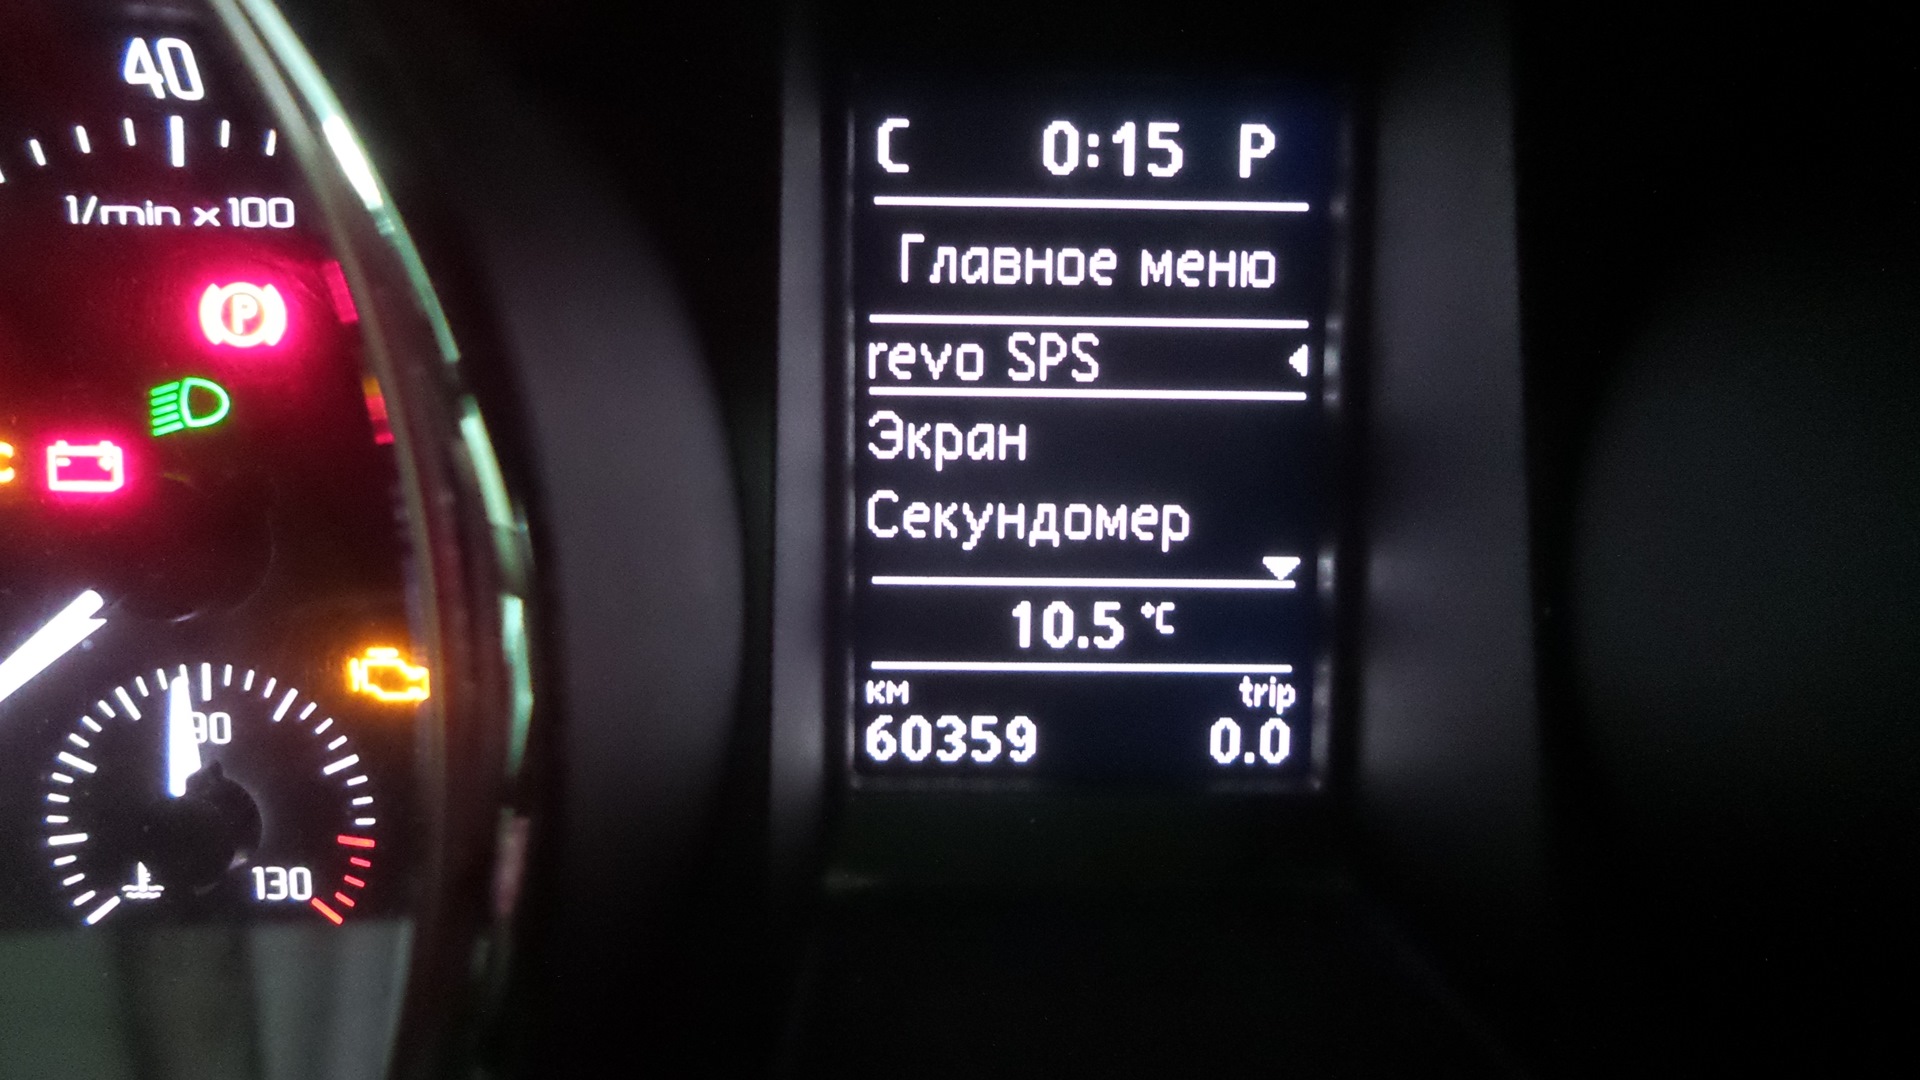 40
1/min x100
P
90
130
C 0:15 P
Главное меню
revo SPS
Экран
Секундомер
10.5 °C
км trip
60359 0.0